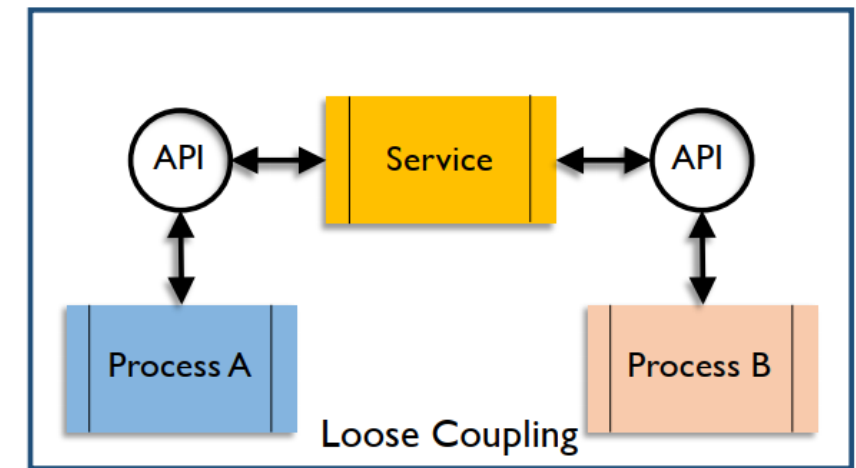 API
Service
API
Process A
Process B
Loose Coupling